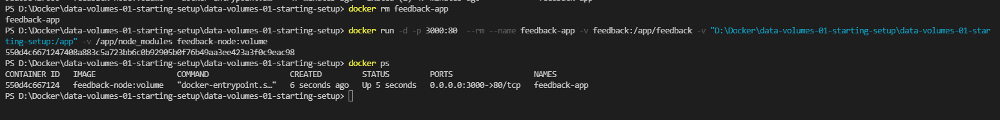 PS D:\Docker\data-volumes-01-starting-setup\data-volumes-01-starting-setup> docker rm feedback-app
feedback-app
PS D:\Docker\data-volumes-01-starting-setup\data-volumes-01-starting-setup> docker run -d -p 3000:80  --rm --name feedback-app -v feedback:/app/feedback -v "D:\Docker\data-volumes-01-starting-setup\data-volumes-01-star
ting-setup:/app" -v /app/node_modules feedback-node:volume
550d4c6671247408a883c5a723bb6c0b92905b0f76b49aa3ee423a3f0c9eac98
PS D:\Docker\data-volumes-01-starting-setup\data-volumes-01-starting-setup> docker ps
CONTAINER ID   IMAGE                  COMMAND                  CREATED         STATUS         PORTS                  NAMES
550d4c667124   feedback-node:volume   "docker-entrypoint.s…"   6 seconds ago   Up 5 seconds   0.0.0.0:3000->80/tcp   feedback-app
PS D:\Docker\data-volumes-01-starting-setup\data-volumes-01-starting-setup>